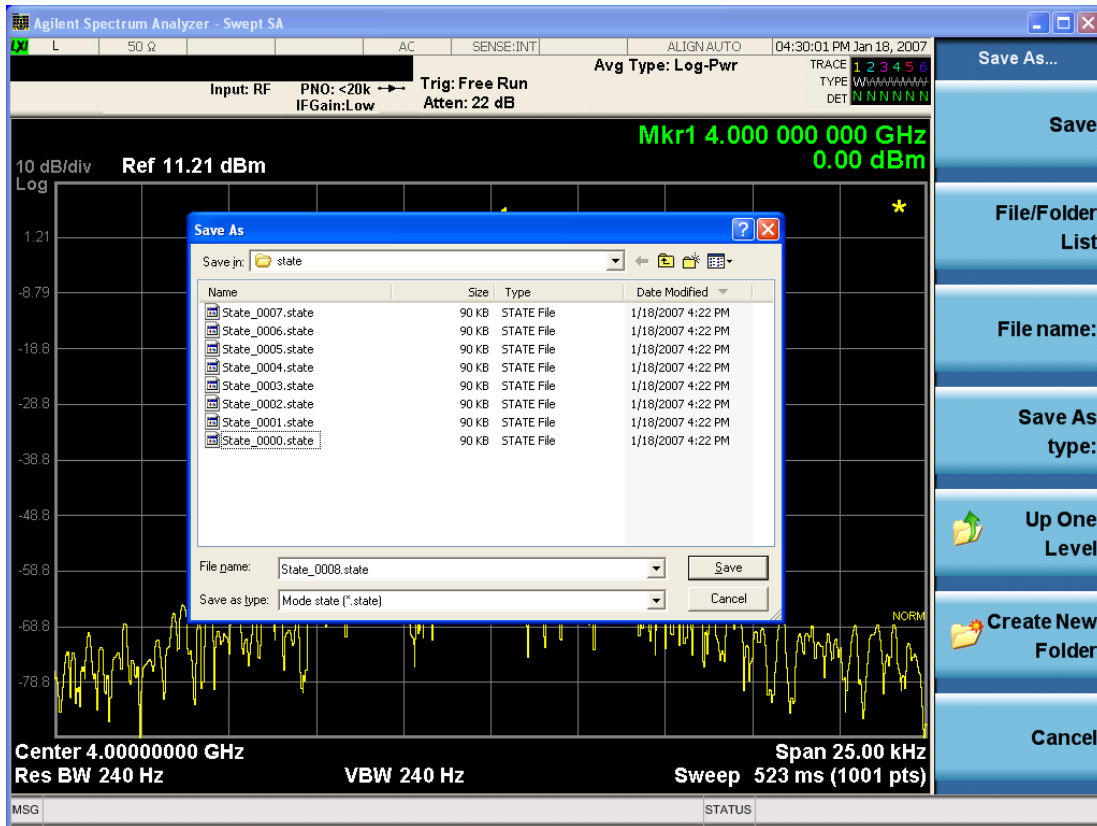 Agilent Spectrum Analyzer - Swept SA
LXI L 50 Ω AC SENSE:INT ALIGNAUTO 04:30:01 PM Jan 18, 2007
Input: RF PNO: <20k Trig: Free Run Avg Type: Log-Pwr TRACE 1 2 3 4 5 6
IFGain:Low Atten: 22 dB TYPE WWWWWW
DET N N N N N N
Mkr1 4.000 000 000 GHz
0.00 dBm
10 dB/div Ref 11.21 dBm
Log
1.21
-8.79
-18.8
-28.8
-38.8
-48.8
-58.8
-68.8
-78.8
NORM
Save As
Save in: state
Name Size Type Date Modified
State_0007.state 90 KB STATE File 1/18/2007 4:22 PM
State_0006.state 90 KB STATE File 1/18/2007 4:22 PM
State_0005.state 90 KB STATE File 1/18/2007 4:22 PM
State_0004.state 90 KB STATE File 1/18/2007 4:22 PM
State_0003.state 90 KB STATE File 1/18/2007 4:22 PM
State_0002.state 90 KB STATE File 1/18/2007 4:22 PM
State_0001.state 90 KB STATE File 1/18/2007 4:22 PM
State_0000.state 90 KB STATE File 1/18/2007 4:22 PM
File name: State_0008.state Save
Save as type: Mode state (*.state) Cancel
Center 4.00000000 GHz Span 25.00 kHz
Res BW 240 Hz VBW 240 Hz Sweep 523 ms (1001 pts)
MSG STATUS
Save As...
Save
File/Folder
List
File name:
Save As
type:
Up One
Level
Create New
Folder
Cancel